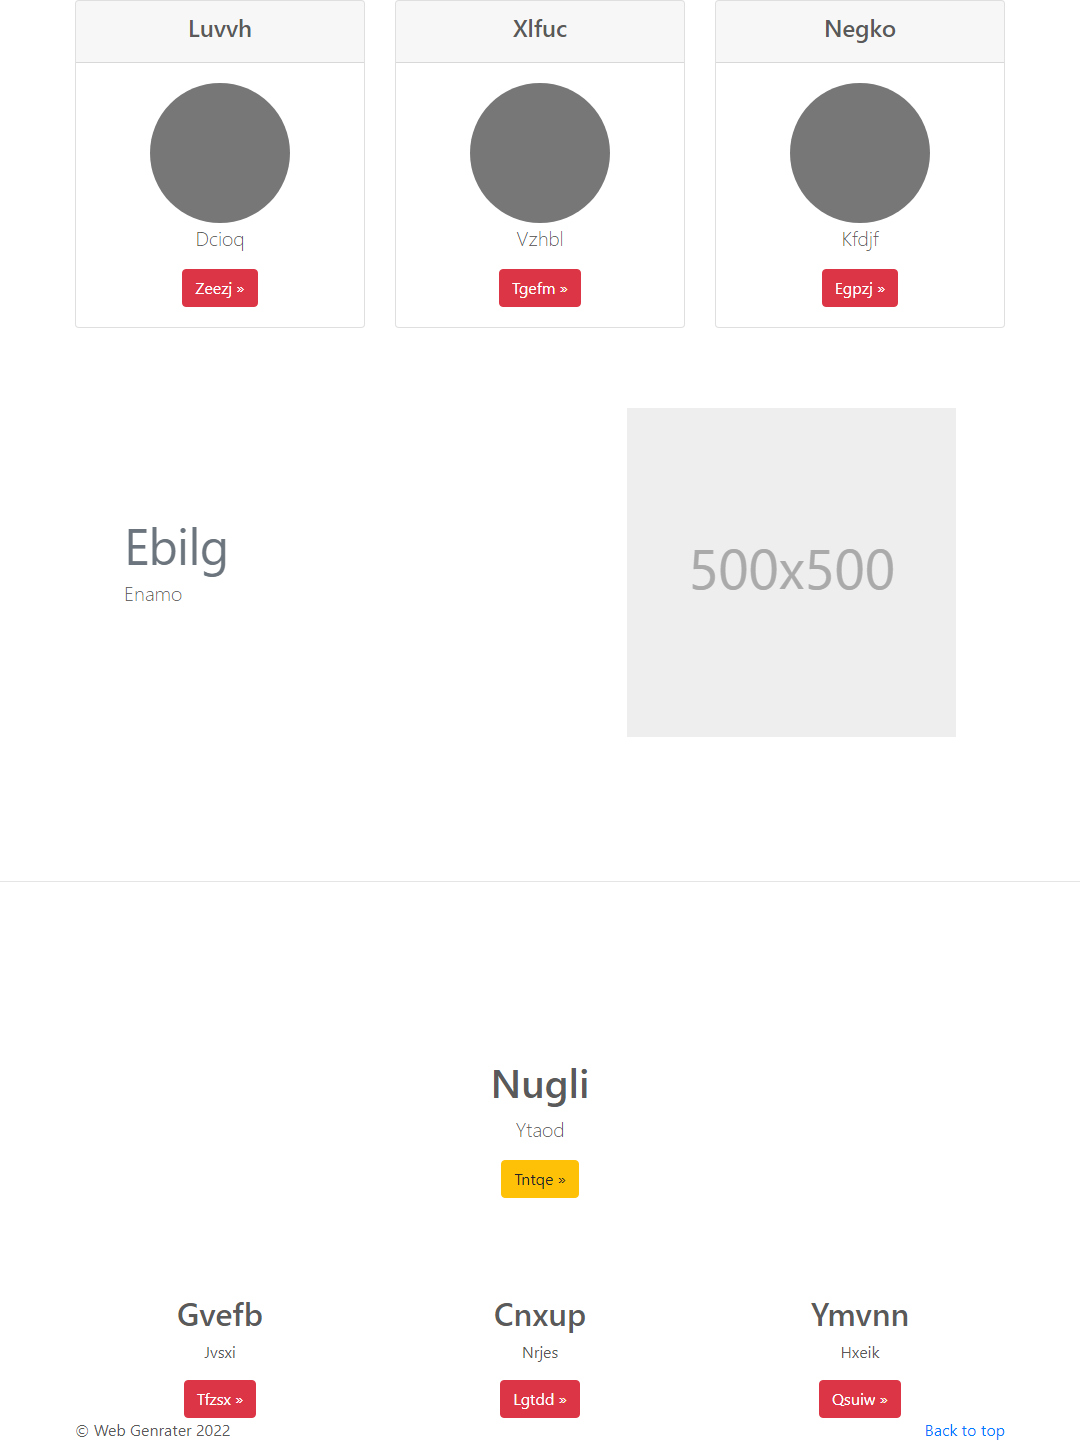 Luvvh
Xlfuc
Negko
Dcioq
Vzhbl
Kfdjf
Zeezj »
Tgefm »
Egpzj »
Ebilg
Enamo
500x500
Nugli
Ytaod
Tntqe »
Gvefb
Cnxup
Ymvnn
Jvsxi
Nrjes
Hxeik
Tfzsx »
Lgtdd »
Qsuiw »
© Web Genrater 2022
Back to top